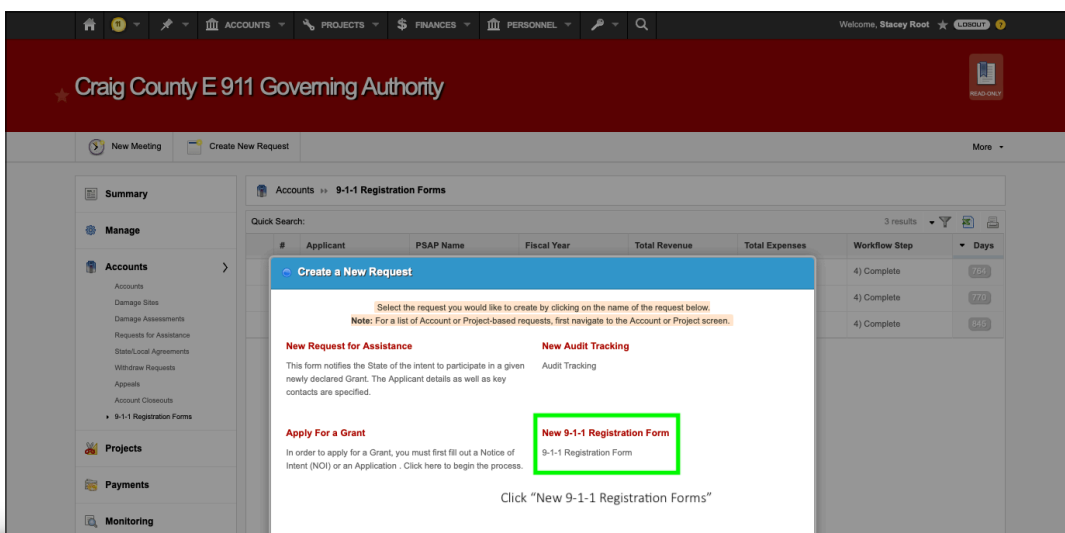 11
ACCOUNTS
PROJECTS
$ FINANCES
PERSONNEL
Welcome, Stacey Root
LOGOUT
?
Craig County E 911 Governing Authority
READ-ONLY
New Meeting
Create New Request
More
Summary
Manage
Accounts
Accounts
Damage Sites
Damage Assessments
Requests for Assistance
State/Local Agreements
Withdraw Requests
Appeals
Account Closeouts
9-1-1 Registration Forms
Projects
Payments
Monitoring
Accounts 9-1-1 Registration Forms
Quick Search:
3 results
# Applicant PSAP Name Fiscal Year Total Revenue Total Expenses Workflow Step Days
4) Complete 764
4) Complete 770
4) Complete 845
Create a New Request
Select the request you would like to create by clicking on the name of the request below.
Note: For a list of Account or Project-based requests, first navigate to the Account or Project screen.
New Request for Assistance
This form notifies the State of the intent to participate in a given
newly declared Grant. The Applicant details as well as key
contacts are specified.
New Audit Tracking
Audit Tracking
Apply For a Grant
In order to apply for a Grant, you must first fill out a Notice of
Intent (NOI) or an Application . Click here to begin the process.
New 9-1-1 Registration Form
9-1-1 Registration Form
Click “New 9-1-1 Registration Forms”